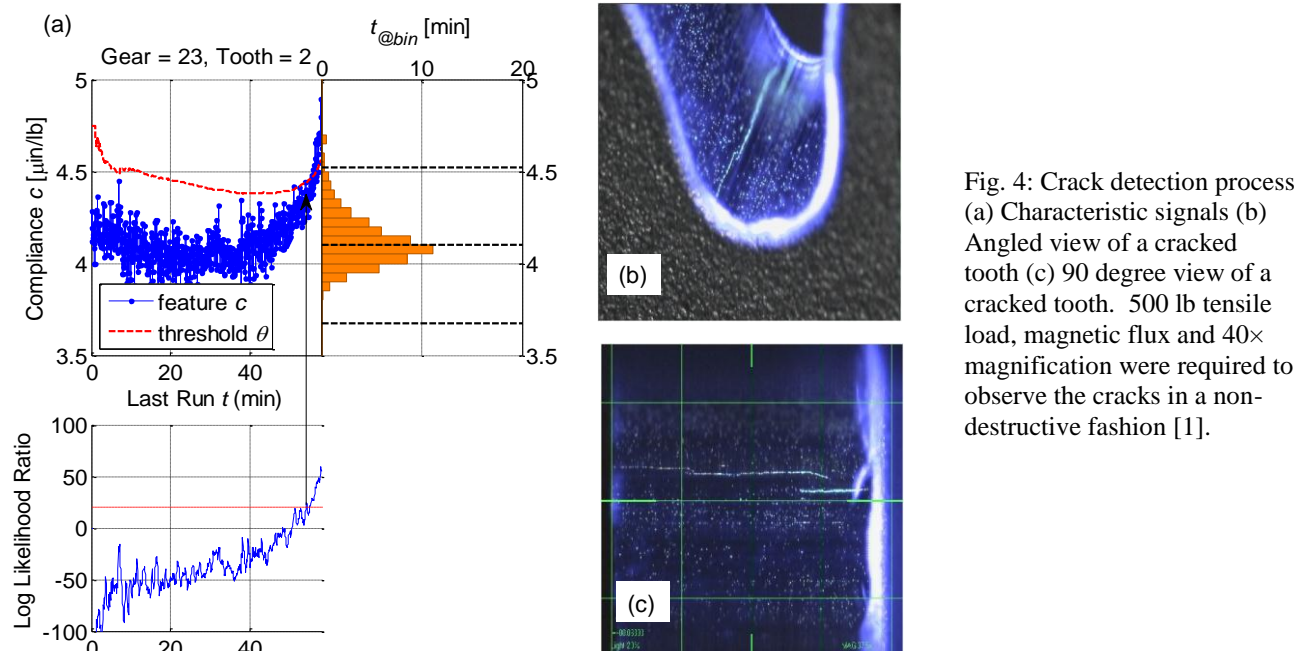 (a)
t@bin [min]
Gear = 23, Tooth = 2
0 10 20
5
4.5
4
3.5
Compliance c [µin/lb]
feature c
threshold θ
5
4.5
4
3.5
0 20 40
Last Run t (min)
100
50
0
-50
-100
Log Likelihood Ratio
0 20 40
(b)
(c)
Fig. 4: Crack detection process
(a) Characteristic signals (b)
Angled view of a cracked
tooth (c) 90 degree view of a
cracked tooth. 500 lb tensile
load, magnetic flux and 40×
magnification were required to
observe the cracks in a non-
destructive fashion [1].